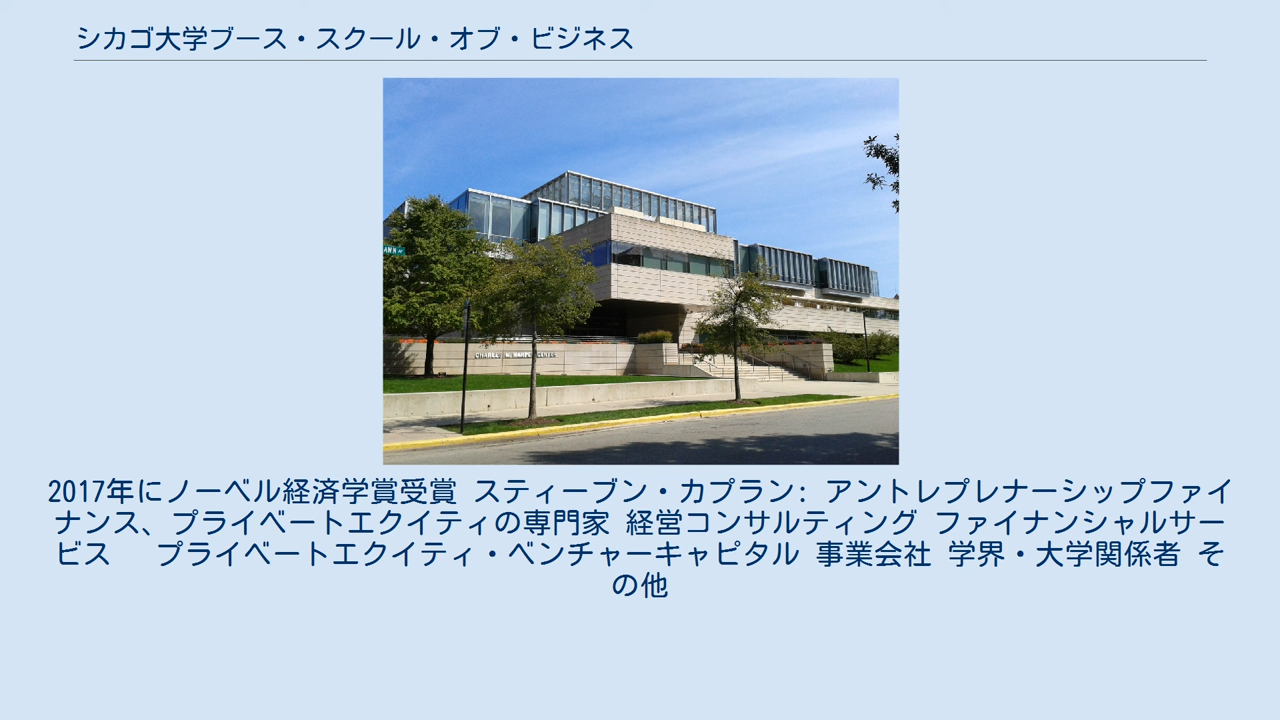 シカゴ大学ブース・スクール・オブ・ビジネス
ANN AV
CHARLES M. HARPER CENTER
2017年にノーベル経済学賞受賞 スティーブン・カプラン: アントレプレナーシップファイ
ナンス、プライベートエクイティの専門家 経営コンサルティング ファイナンシャルサー
ビス　 プライベートエクイティ・ベンチャーキャピタル 事業会社 学界・大学関係者 そ
の他